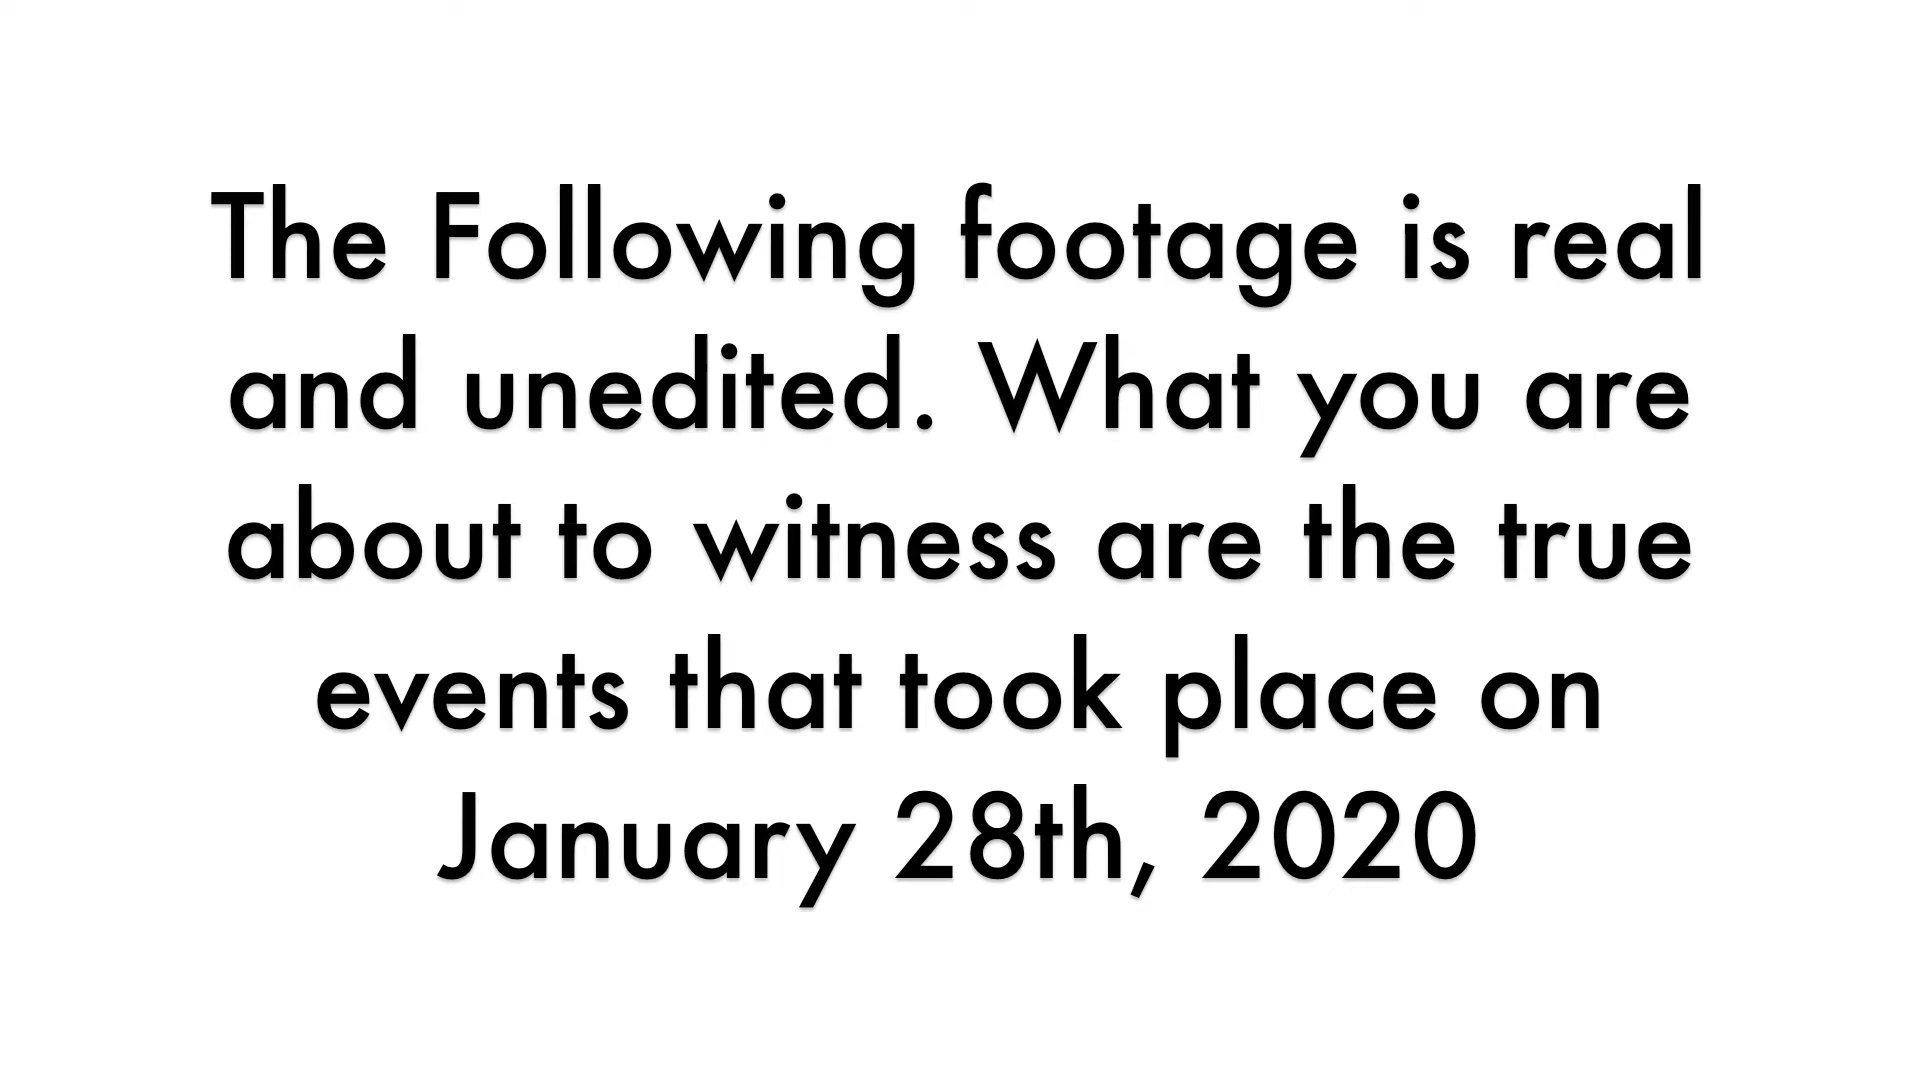 The Following footage is real
and unedited. What you are
about to witness are the true
events that took place on
January 28th, 2020